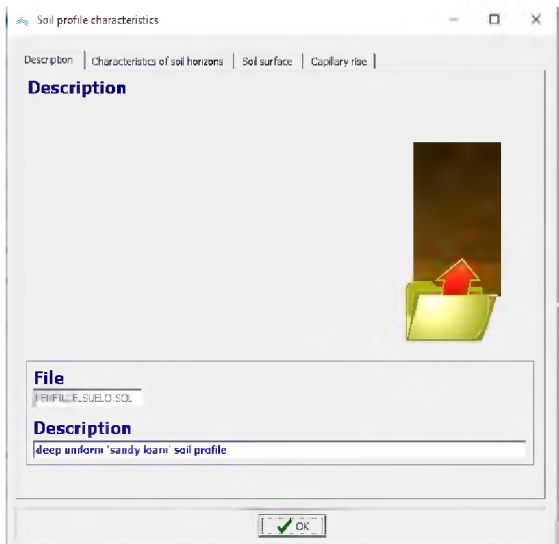 Soil profile characteristics
Description Characteristics of soil horizons Soil surface Capillary rise
Description
File
Description
deep uniform 'sandy loam' soil profile
OK